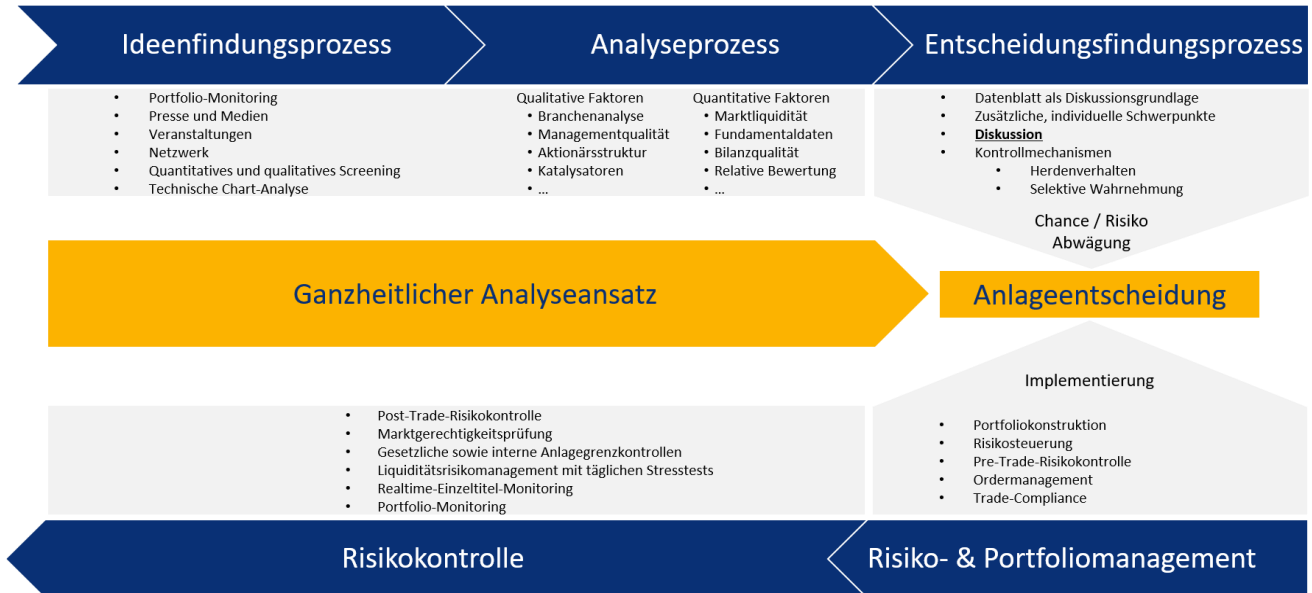 Ideenfindungsprozess
Analyseprozess
Entscheidungsfindungsprozess
• Portfolio-Monitoring
• Presse und Medien
• Veranstaltungen
• Netzwerk
• Quantitatives und qualitatives Screening
• Technische Chart-Analyse
Qualitative Faktoren
• Branchenanalyse
• Managementqualität
• Aktionärsstruktur
• Katalysatoren
• ...
Quantitative Faktoren
• Marktliquidität
• Fundamentaldaten
• Bilanzqualität
• Relative Bewertung
• ...
• Datenblatt als Diskussionsgrundlage
• Zusätzliche, individuelle Schwerpunkte
• Diskussion
• Kontrollmechanismen
• Herdenverhalten
• Selektive Wahrnehmung
Chance / Risiko
Abwägung
Ganzheitlicher Analyseansatz
Anlageentscheidung
Implementierung
• Post-Trade-Risikokontrolle
• Marktgerechtigkeitsprüfung
• Gesetzliche sowie interne Anlagegrenzkontrollen
• Liquiditätsrisikomanagement mit täglichen Stresstests
• Realtime-Einzeltitel-Monitoring
• Portfolio-Monitoring
• Portfoliokonstruktion
• Risikosteuerung
• Pre-Trade-Risikokontrolle
• Ordermanagement
• Trade-Compliance
Risikokontrolle
Risiko- & Portfoliomanagement